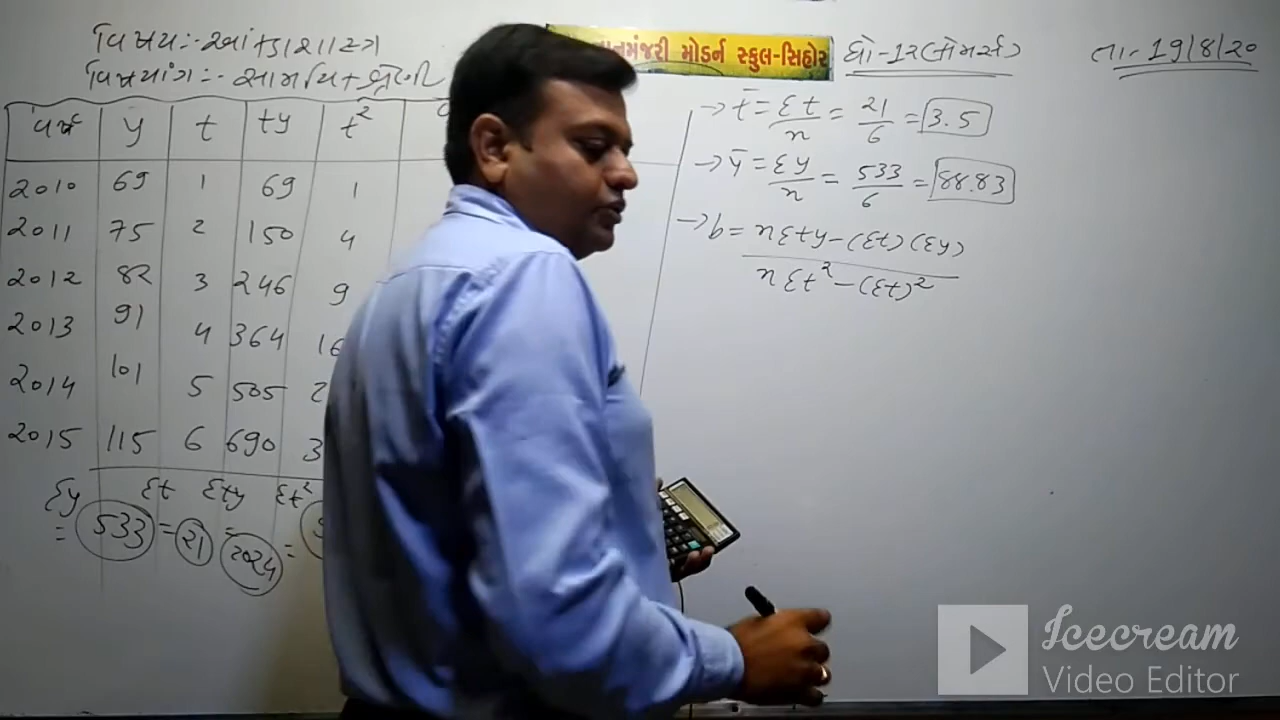 વિષય:- આંકડાશાસ્ત્ર
વિષયાંગ:- સામયિક શ્રેણી
મંજરી મોડર્ન સ્કુલ-સિહોર
ધો-૧૨(કોમર્સ)
તા- 19/8/20
વર્ષ y t ty t²
2010 69 1 69 1
2011 75 2 150 4
2012 82 3 246 9
2013 91 4 364 16
2014 101 5 505
2015 115 6 690
Σy Σt Σty Σt²
= 533 = 21 = 2024 =
→ t̄ = Σt/n = 21/6 = 3.5
→ ȳ = Σy/n = 533/6 = 88.83
→ b = nΣty-(Σt)(Σy)
nΣt²-(Σt)²
Icecream
Video Editor